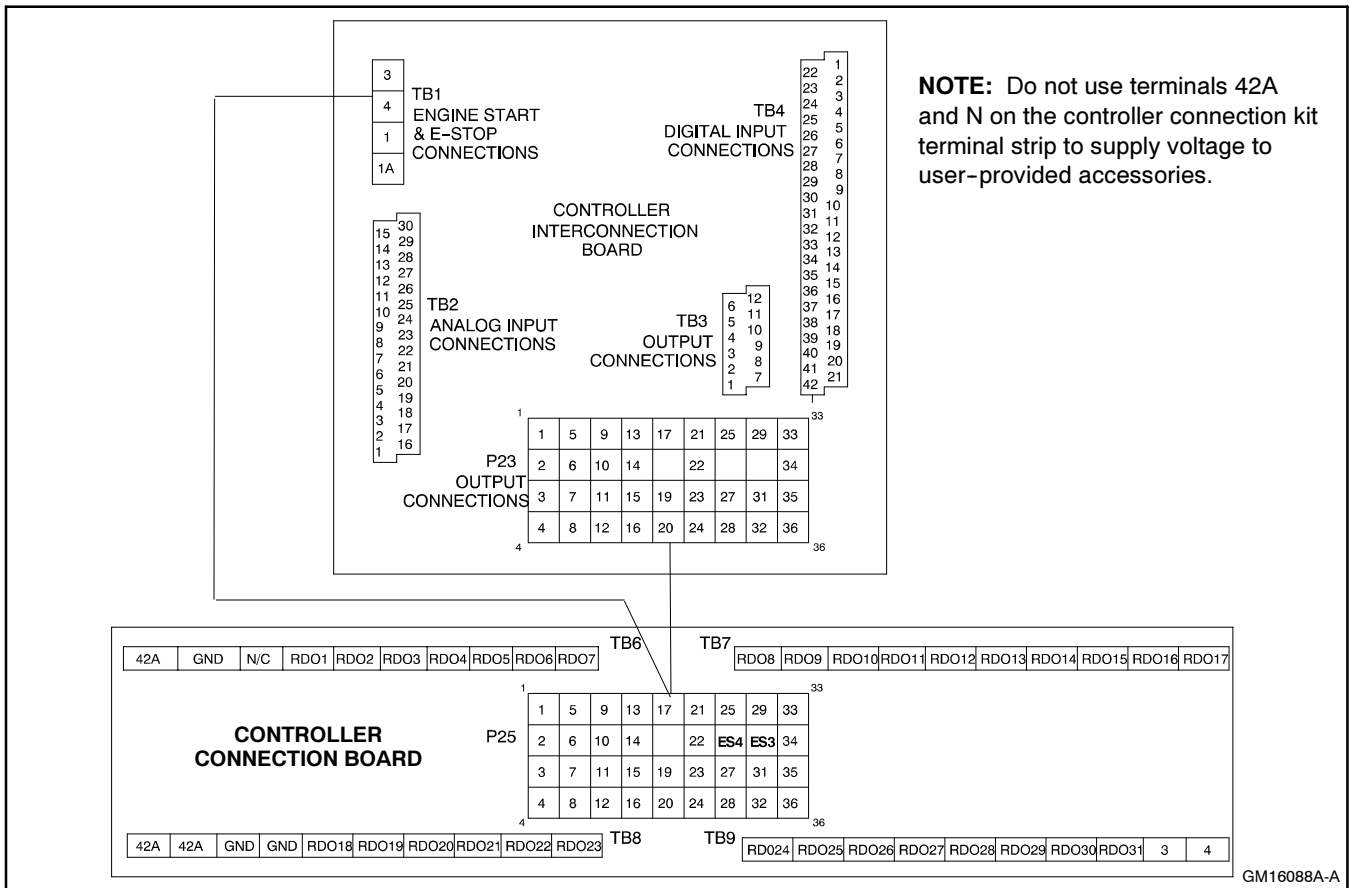 3
4
1
1A
TB1
ENGINE START
& E-STOP
CONNECTIONS
TB4
DIGITAL INPUT
CONNECTIONS
22 1
23 2
24 3
25 4
26 5
27 6
28 7
29 8
30 9
31 10
32 11
33 12
34 13
35 14
36 15
37 16
38 17
39 18
40 19
41 20
42 21
NOTE: Do not use terminals 42A
and N on the controller connection kit
terminal strip to supply voltage to
user-provided accessories.
CONTROLLER
INTERCONNECTION
BOARD
15 30
14 29
13 28
12 27
11 26
10 25
9 24
8 23
7 22
6 21
5 20
4 19
3 18
2 17
1 16
TB2
ANALOG INPUT
CONNECTIONS
TB3
OUTPUT
CONNECTIONS
6 12
5 11
4 10
3 9
2 8
1 7
P23
OUTPUT
CONNECTIONS
1 33
1 5 9 13 17 21 25 29 33
2 6 10 14 22 34
3 7 11 15 19 23 27 31 35
4 8 12 16 20 24 28 32 36
4 36
42A GND N/C RDO1 RDO2 RDO3 RDO4 RDO5 RDO6 RDO7
TB6
TB7
RDO8 RDO9 RDO10 RDO11 RDO12 RDO13 RDO14 RDO15 RDO16 RDO17
CONTROLLER
CONNECTION BOARD
P25
1 33
1 5 9 13 17 21 25 29 33
2 6 10 14 22 ES4 ES3 34
3 7 11 15 19 23 27 31 35
4 8 12 16 20 24 28 32 36
4 36
42A 42A GND GND RDO18 RDO19 RDO20 RDO21 RDO22 RDO23
TB8
TB9
RD024 RDO25 RDO26 RDO27 RDO28 RDO29 RDO30 RDO31 3 4
GM16088A-A